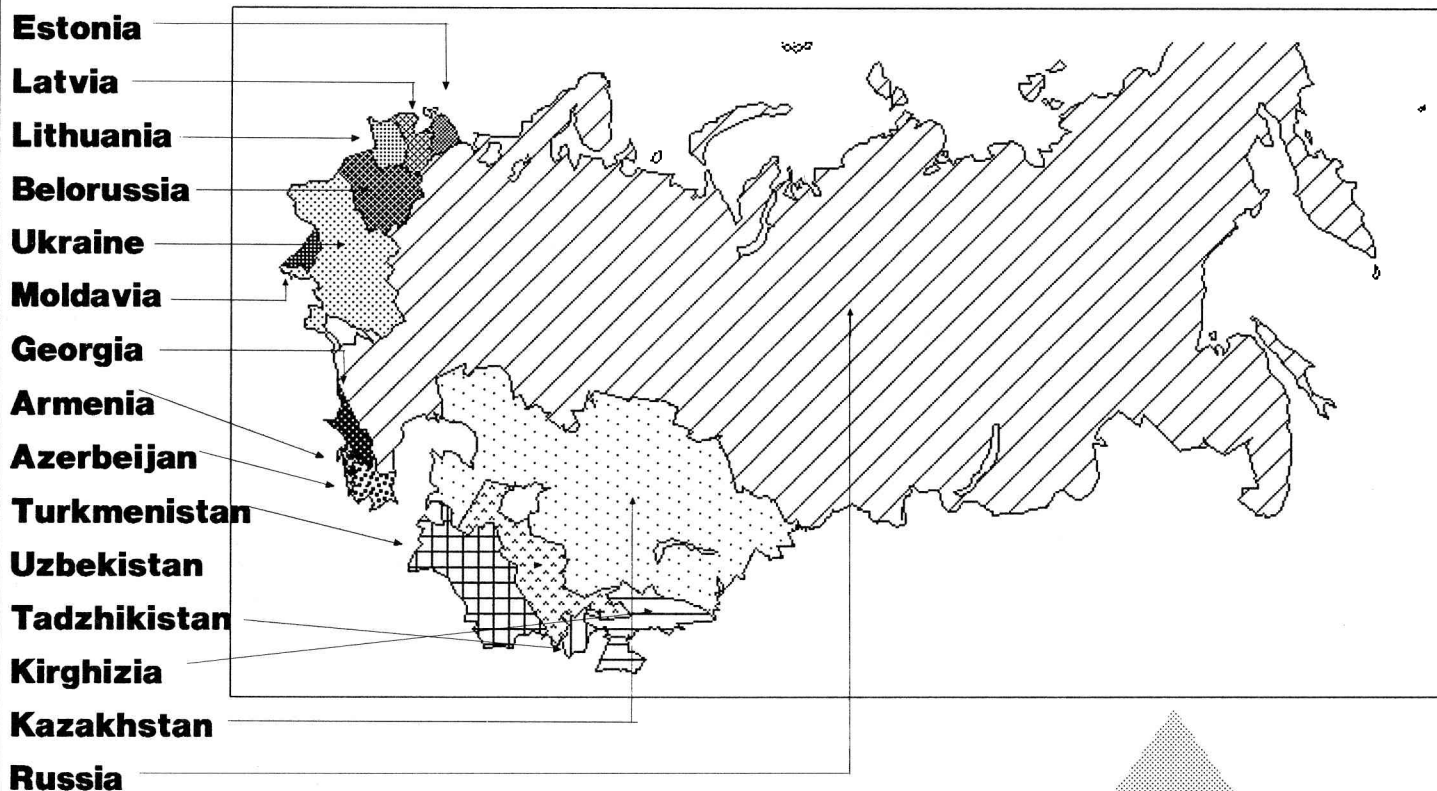 Estonia
Latvia
Lithuania
Belorussia
Ukraine
Moldavia
Georgia
Armenia
Azerbeijan
Turkmenistan
Uzbekistan
Tadzhikistan
Kirghizia
Kazakhstan
Russia